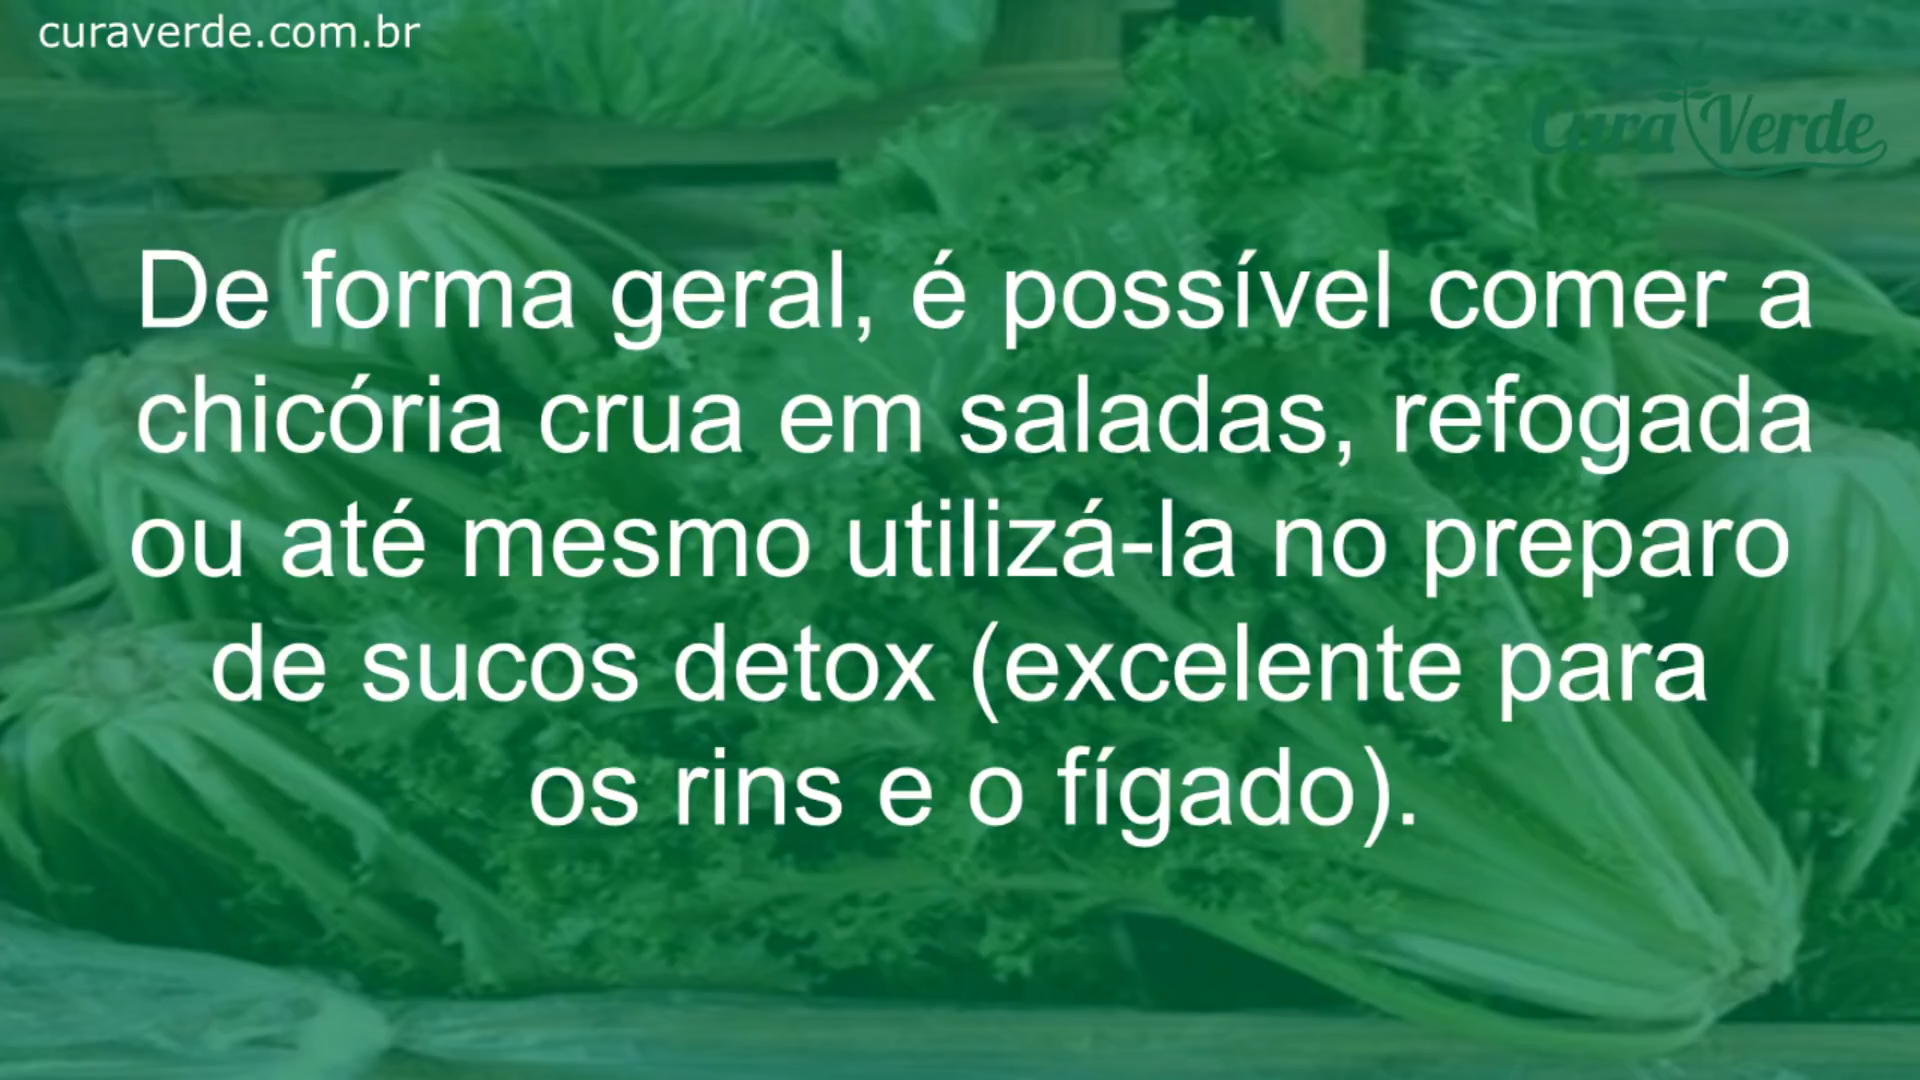 curaverde.com.br
Cura Verde
De forma geral, é possível comer a
chicória crua em saladas, refogada
ou até mesmo utilizá-la no preparo
de sucos detox (excelente para
os rins e o fígado).